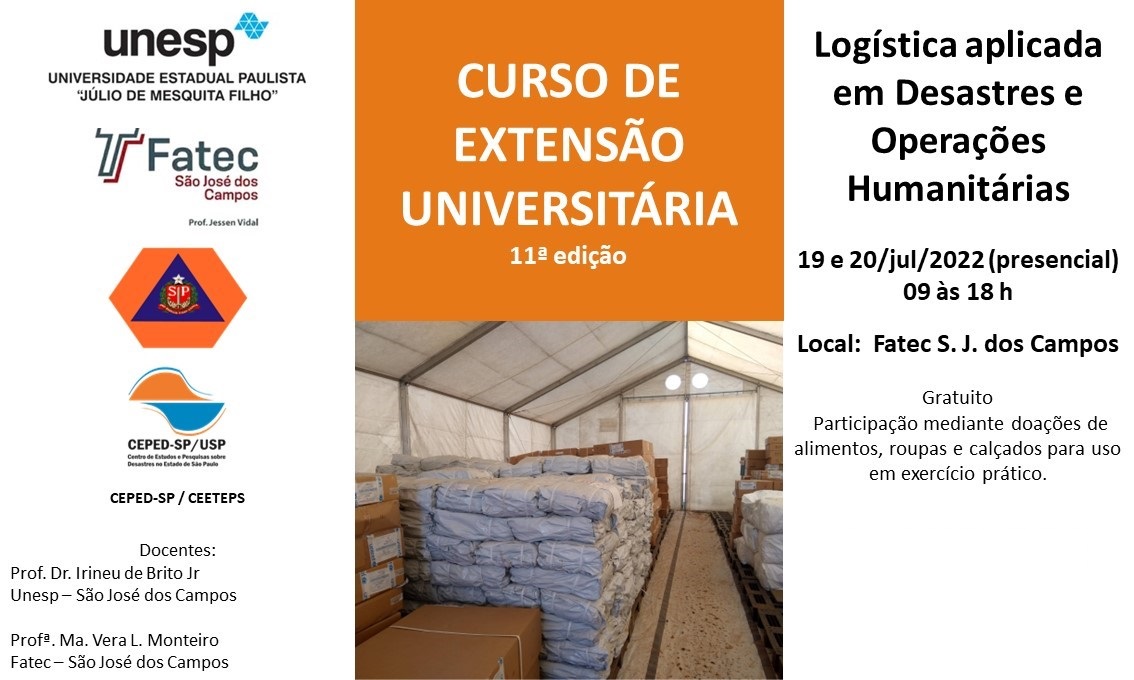 unesp
UNIVERSIDADE ESTADUAL PAULISTA
"JÚLIO DE MESQUITA FILHO"
Fatec
São José dos
Campos
Prof. Jessen Vidal
SP
CEPED-SP/USP
Centro de Estudos e Pesquisas sobre
Desastres no Estado de São Paulo
CEPED-SP / CEETEPS
Docentes:
Prof. Dr. Irineu de Brito Jr
Unesp – São José dos Campos
Profª. Ma. Vera L. Monteiro
Fatec – São José dos Campos
CURSO DE
EXTENSÃO
UNIVERSITÁRIA
11ª edição
Logística aplicada
em Desastres e
Operações
Humanitárias
19 e 20/jul/2022 (presencial)
09 às 18 h
Local: Fatec S. J. dos Campos
Gratuito
Participação mediante doações de
alimentos, roupas e calçados para uso
em exercício prático.